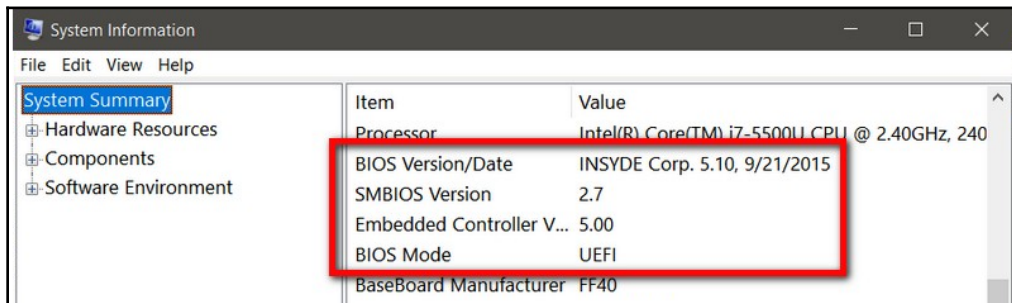 System Information
File Edit View Help
System Summary
Hardware Resources
Components
Software Environment
Item Value
Processor Intel(R) Core(TM) i7-5500U CPU @ 2.40GHz, 240
BIOS Version/Date INSYDE Corp. 5.10, 9/21/2015
SMBIOS Version 2.7
Embedded Controller V... 5.00
BIOS Mode UEFI
BaseBoard Manufacturer FF40